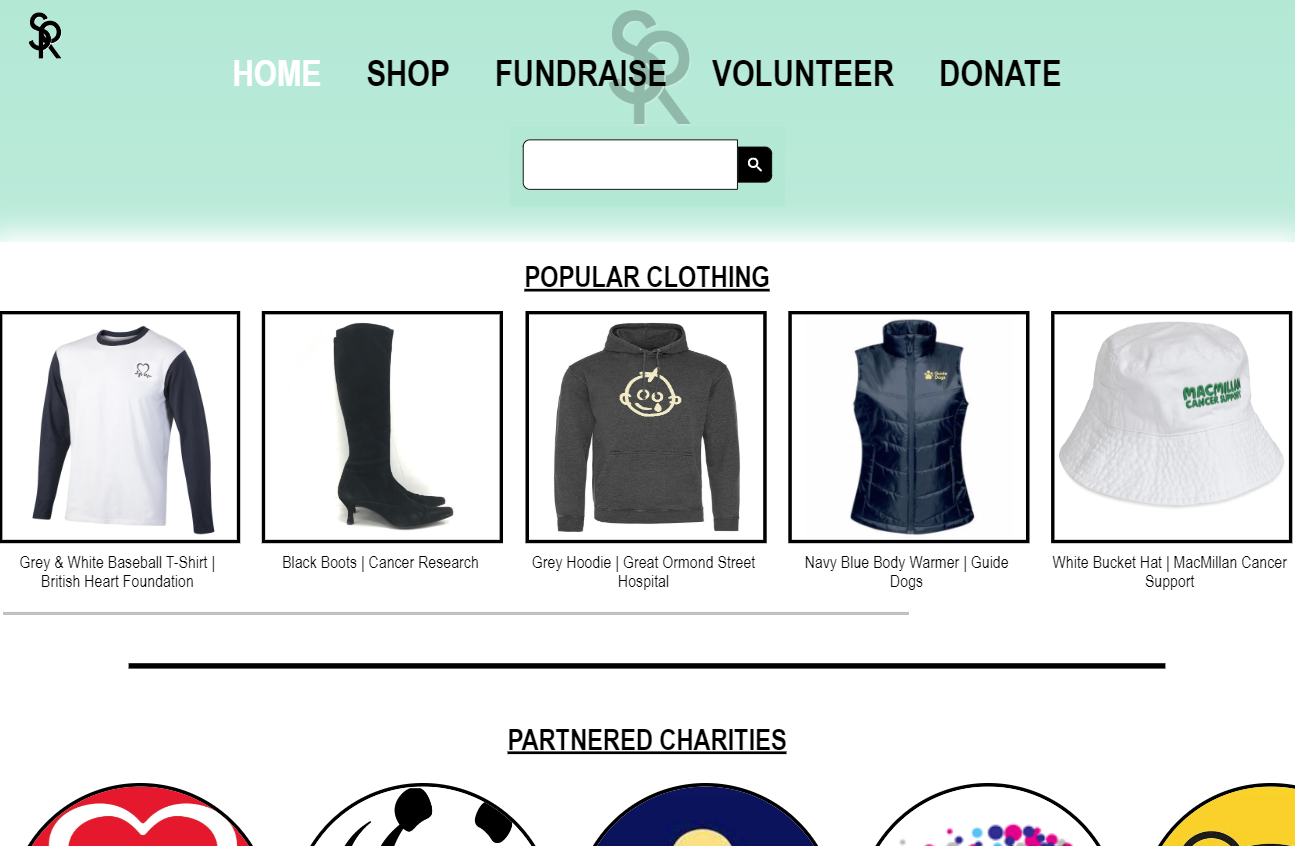 SR
HOME SHOP FUNDRAISE VOLUNTEER DONATE
SR
POPULAR CLOTHING
Guide
Dogs
MACMILLAN
CANCER SUPPORT
Grey & White Baseball T-Shirt |
British Heart Foundation
Black Boots | Cancer Research
Grey Hoodie | Great Ormond Street
Hospital
Navy Blue Body Warmer | Guide
Dogs
White Bucket Hat | MacMillan Cancer
Support
PARTNERED CHARITIES